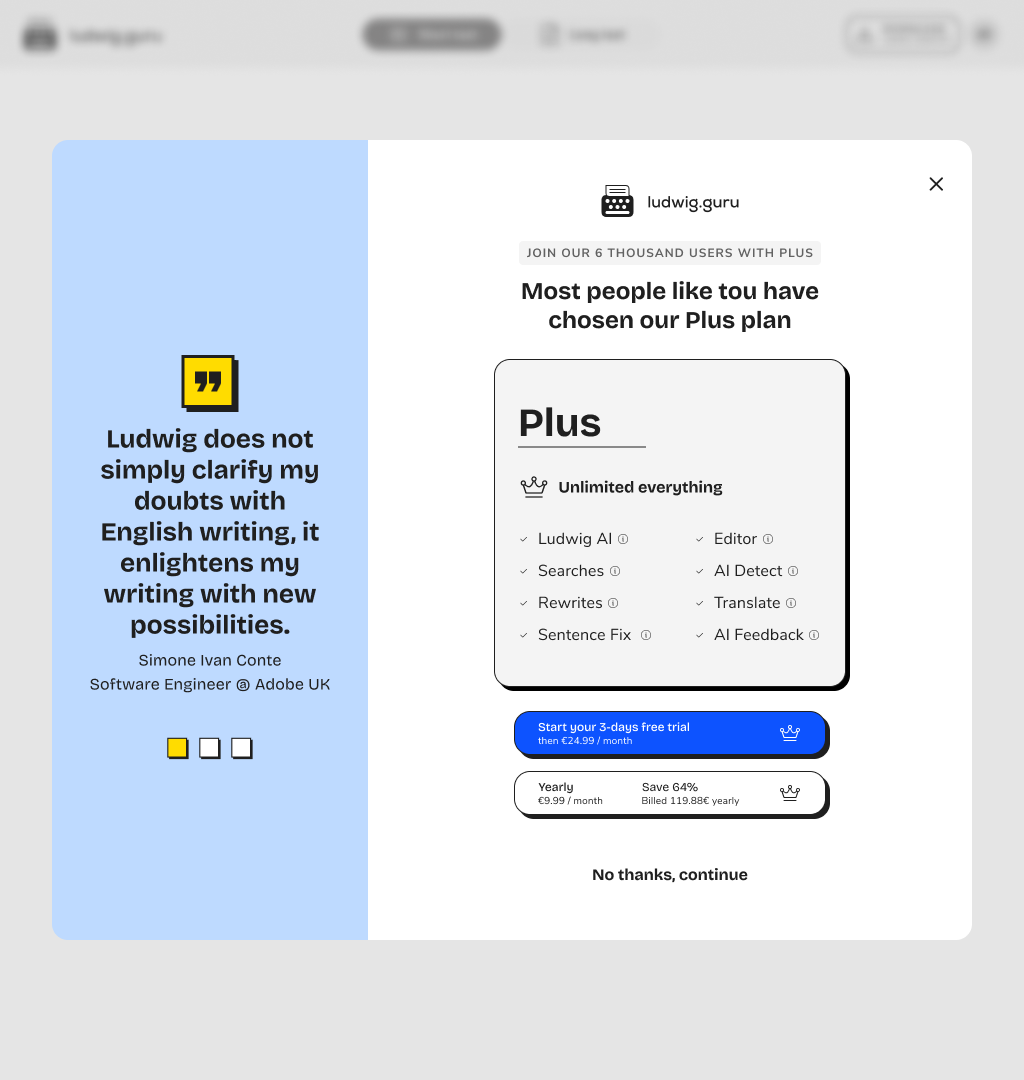 ludwig.guru
Ludwig does not
simply clarify my
doubts with
English writing, it
enlightens my
writing with new
possibilities.
Simone Ivan Conte
Software Engineer @ Adobe UK
ludwig.guru
JOIN OUR 6 THOUSAND USERS WITH PLUS
Most people like tou have
chosen our Plus plan
Plus
Unlimited everything
Ludwig AI
Editor
Searches
AI Detect
Rewrites
Translate
Sentence Fix
AI Feedback
Start your 3-days free trial
then €24.99 / month
Yearly
€9.99 / month
Save 64%
Billed 119.88€ yearly
No thanks, continue